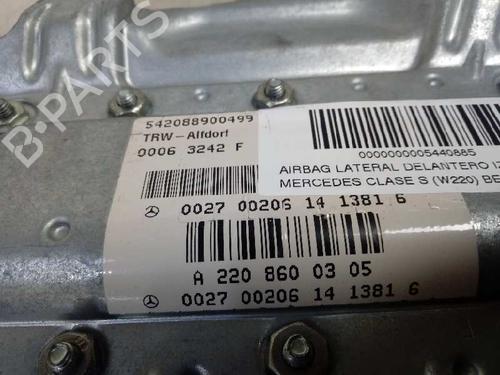 B-PARTS
542088900499
TRW-Alfdorf
0006 3242 F
0000000005440885
AIRBAG LATERAL DELANTERO
MERCEDES CLASE S (W220)
0027 00206 14 1381 6
A 220 860 03 05
0027 00206 14 1381 6